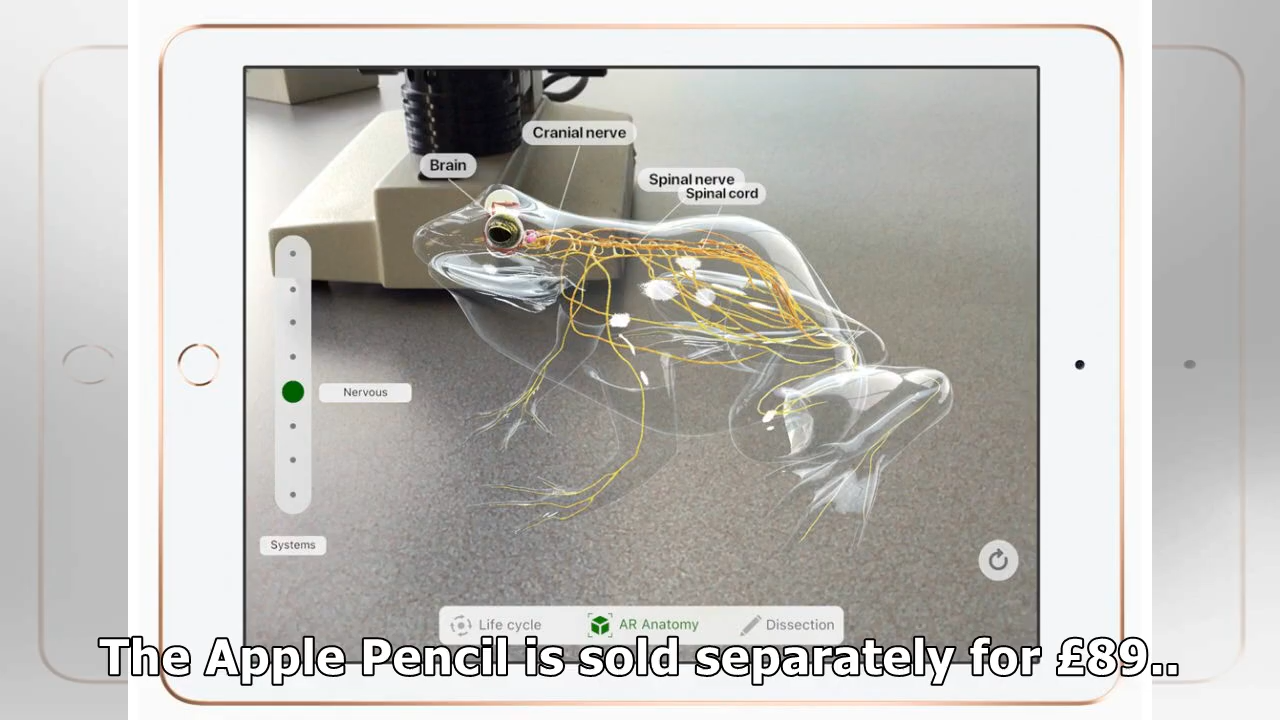 Cranial nerve
Brain
Spinal nerve
Spinal cord
Nervous
Systems
Life cycle
AR Anatomy
Dissection
The Apple Pencil is sold separately for £89..